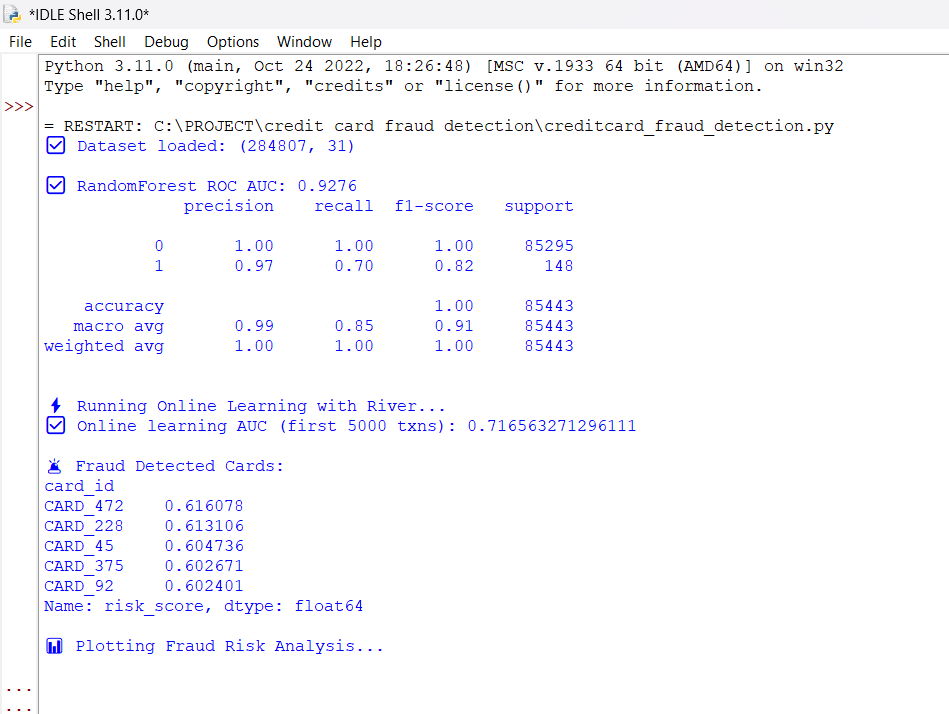 *IDLE Shell 3.11.0*
File Edit Shell Debug Options Window Help
Python 3.11.0 (main, Oct 24 2022, 18:26:48) [MSC v.1933 64 bit (AMD64)] on win32
Type "help", "copyright", "credits" or "license()" for more information.
>>>
= RESTART: C:\PROJECT\credit card fraud detection\creditcard_fraud_detection.py
✅ Dataset loaded: (284807, 31)
✅ RandomForest ROC AUC: 0.9276
precision recall f1-score support
0 1.00 1.00 1.00 85295
1 0.97 0.70 0.82 148
accuracy 1.00 85443
macro avg 0.99 0.85 0.91 85443
weighted avg 1.00 1.00 1.00 85443
⚡ Running Online Learning with River...
✅ Online learning AUC (first 5000 txns): 0.716563271296111
🚨 Fraud Detected Cards:
card_id
CARD_472 0.616078
CARD_228 0.613106
CARD_45 0.604736
CARD_375 0.602671
CARD_92 0.602401
Name: risk_score, dtype: float64
📊 Plotting Fraud Risk Analysis...
...
...